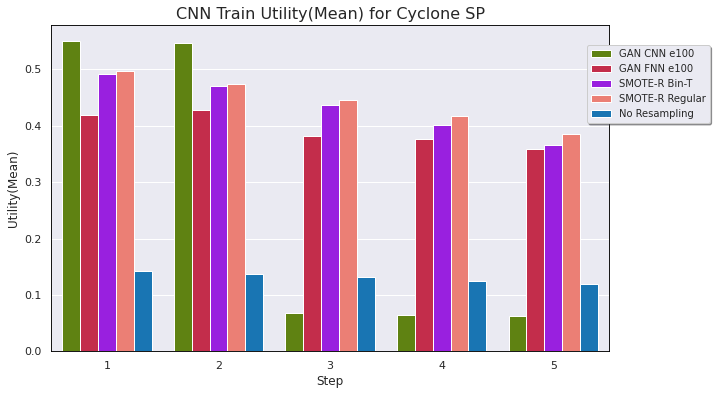 CNN Train Utility(Mean) for Cyclone SP
GAN CNN e100
GAN FNN e100
SMOTE-R Bin-T
SMOTE-R Regular
No Resampling
Utility(Mean)
0.5
0.4
0.3
0.2
0.1
0.0
1 2 3 4 5
Step